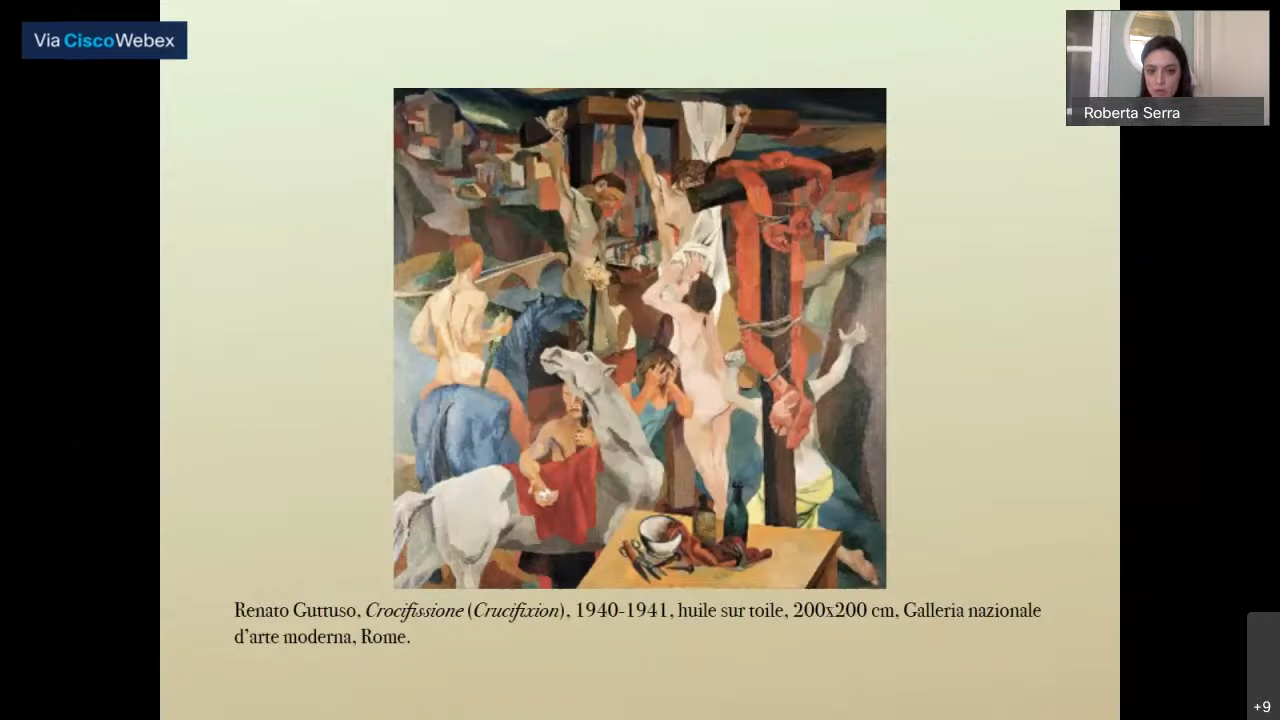 Via CiscoWebex
Roberta Serra
Renato Guttuso, Crocifissione (Crucifixion), 1940-1941, huile sur toile, 200x200 cm, Galleria nazionale
d'arte moderna, Rome.
+9